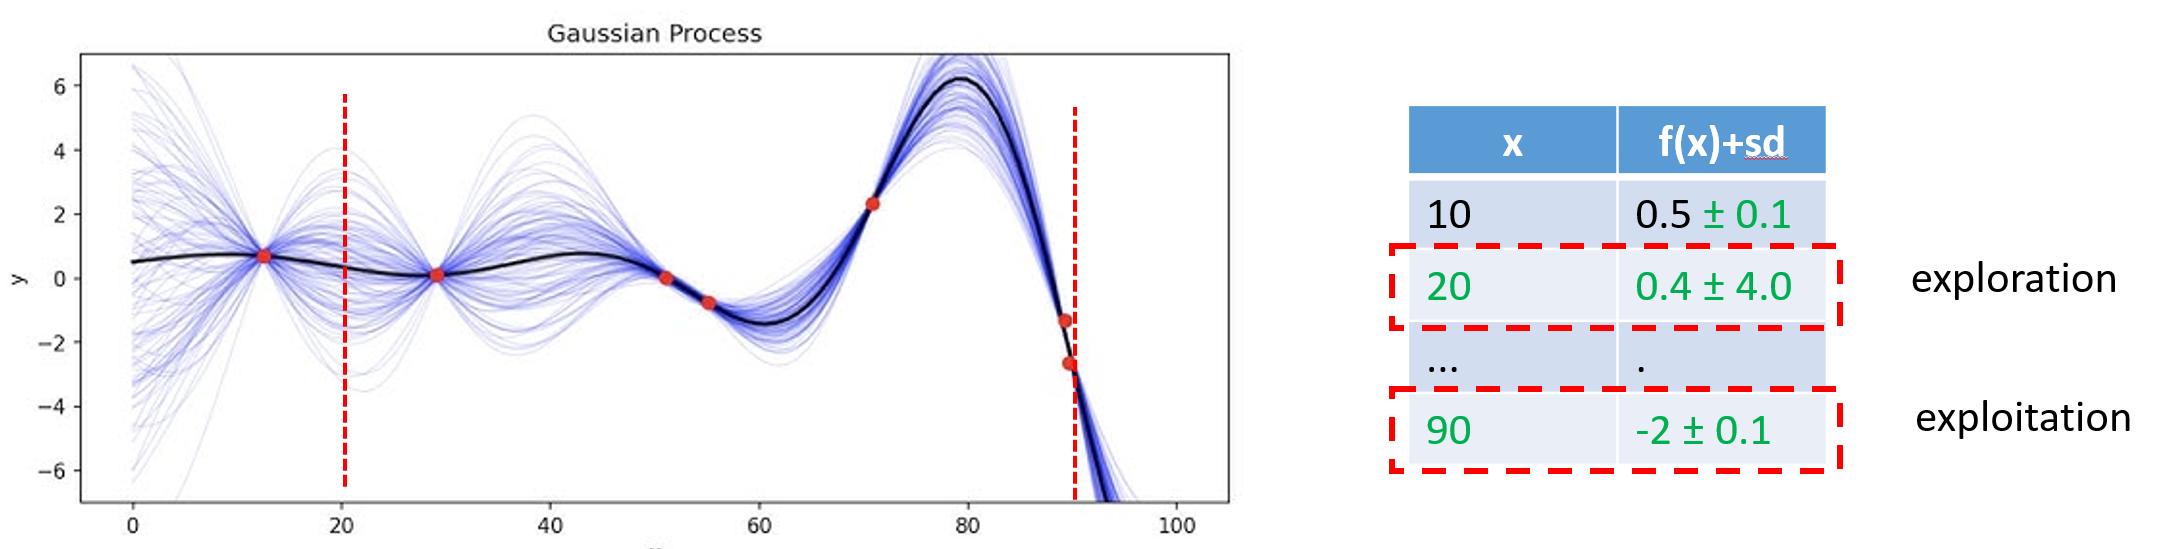 Gaussian Process
6
4
2
0
−2
−4
−6
y
0 20 40 60 80 100
x f(x)+sd
10 0.5 ± 0.1
20 0.4 ± 4.0
... .
90 -2 ± 0.1
exploration
exploitation